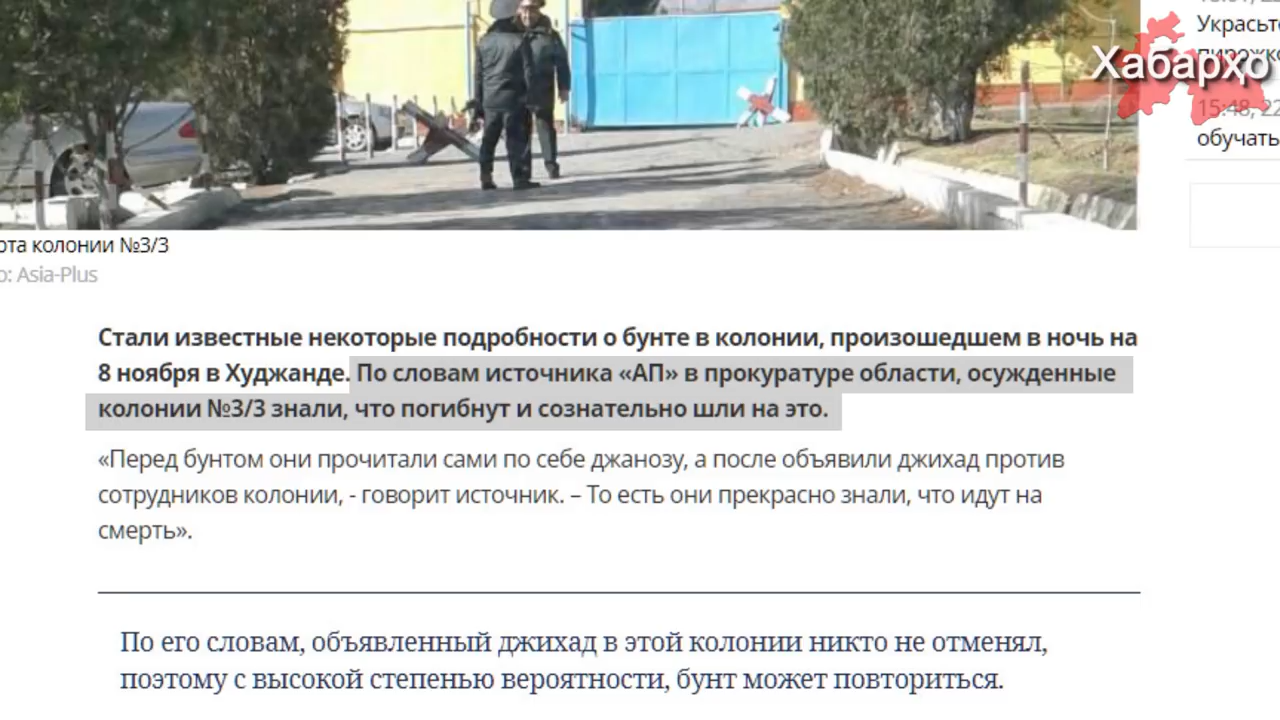 Украсьте
Хабарҳо
15:48, 22
обучать
рота колонии №3/3
о: Asia-Plus
Стали известные некоторые подробности о бунте в колонии, произошедшем в ночь на
8 ноября в Худжанде. По словам источника «АП» в прокуратуре области, осужденные
колонии №3/3 знали, что погибнут и сознательно шли на это.
«Перед бунтом они прочитали сами по себе джанозу, а после объявили джихад против
сотрудников колонии, - говорит источник. – То есть они прекрасно знали, что идут на
смерть».
По его словам, объявленный джихад в этой колонии никто не отменял,
поэтому с высокой степенью вероятности, бунт может повториться.